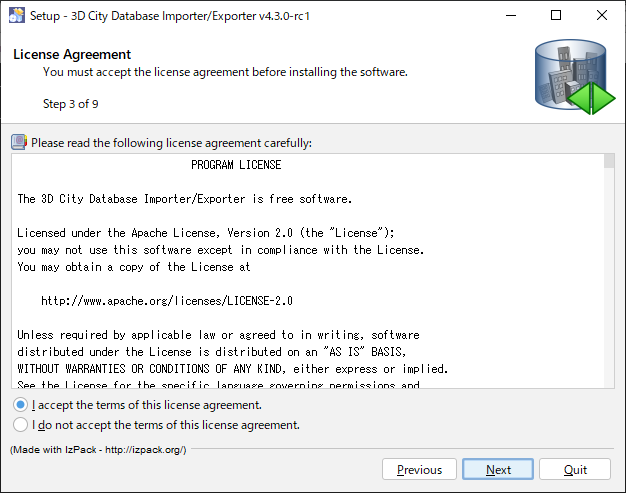 Setup - 3D City Database Importer/Exporter v4.3.0-rc1
License Agreement
You must accept the license agreement before installing the software.
Step 3 of 9
Please read the following license agreement carefully:
PROGRAM LICENSE
The 3D City Database Importer/Exporter is free software.
Licensed under the Apache License, Version 2.0 (the "License");
you may not use this software except in compliance with the License.
You may obtain a copy of the License at
http://www.apache.org/licenses/LICENSE-2.0
Unless required by applicable law or agreed to in writing, software
distributed under the License is distributed on an "AS IS" BASIS,
WITHOUT WARRANTIES OR CONDITIONS OF ANY KIND, either express or implied.
See the License for the specific language governing permissions and
I accept the terms of this license agreement.
I do not accept the terms of this license agreement.
(Made with IzPack - http://izpack.org/)
Previous Next Quit